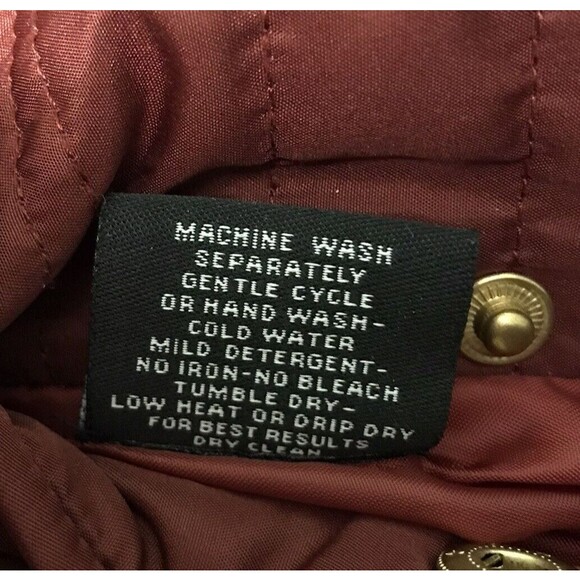 MACHINE WASH
SEPARATELY
GENTLE CYCLE
OR HAND WASH-
COLD WATER
MILD DETERGENT-
NO IRON-NO BLEACH
TUMBLE DRY-
LOW HEAT OR DRIP DRY
FOR BEST RESULTS
DRY CLEAN